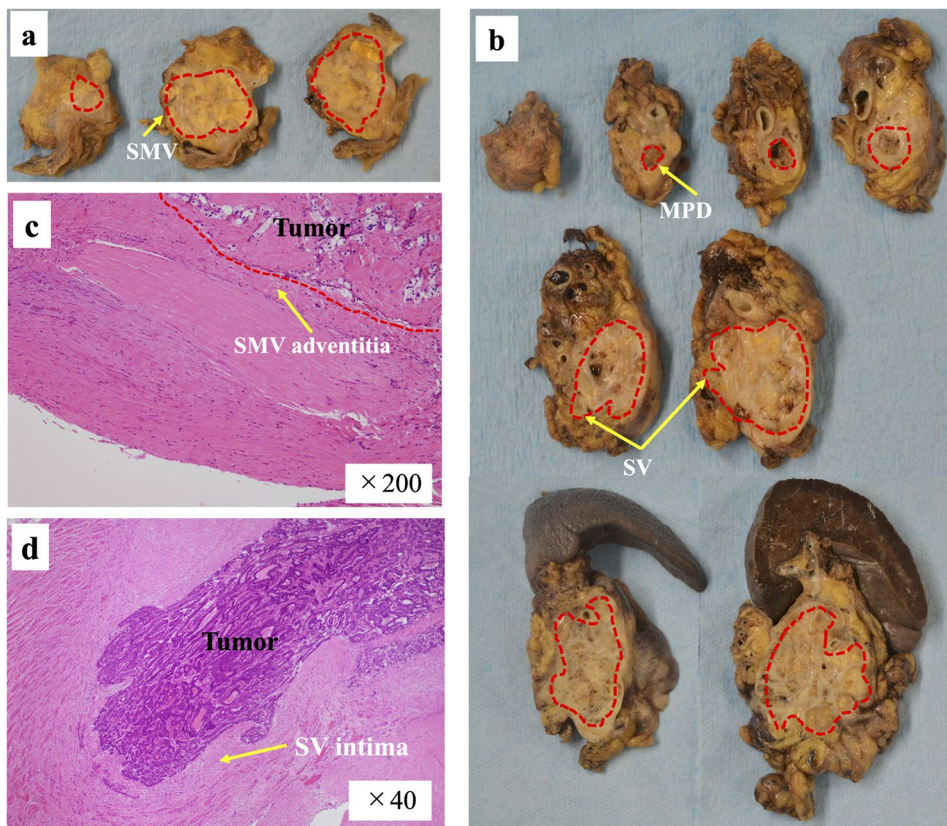 a
SMV
b
MPD
SV
c
Tumor
SMV adventitia
× 200
d
Tumor
SV intima
× 40